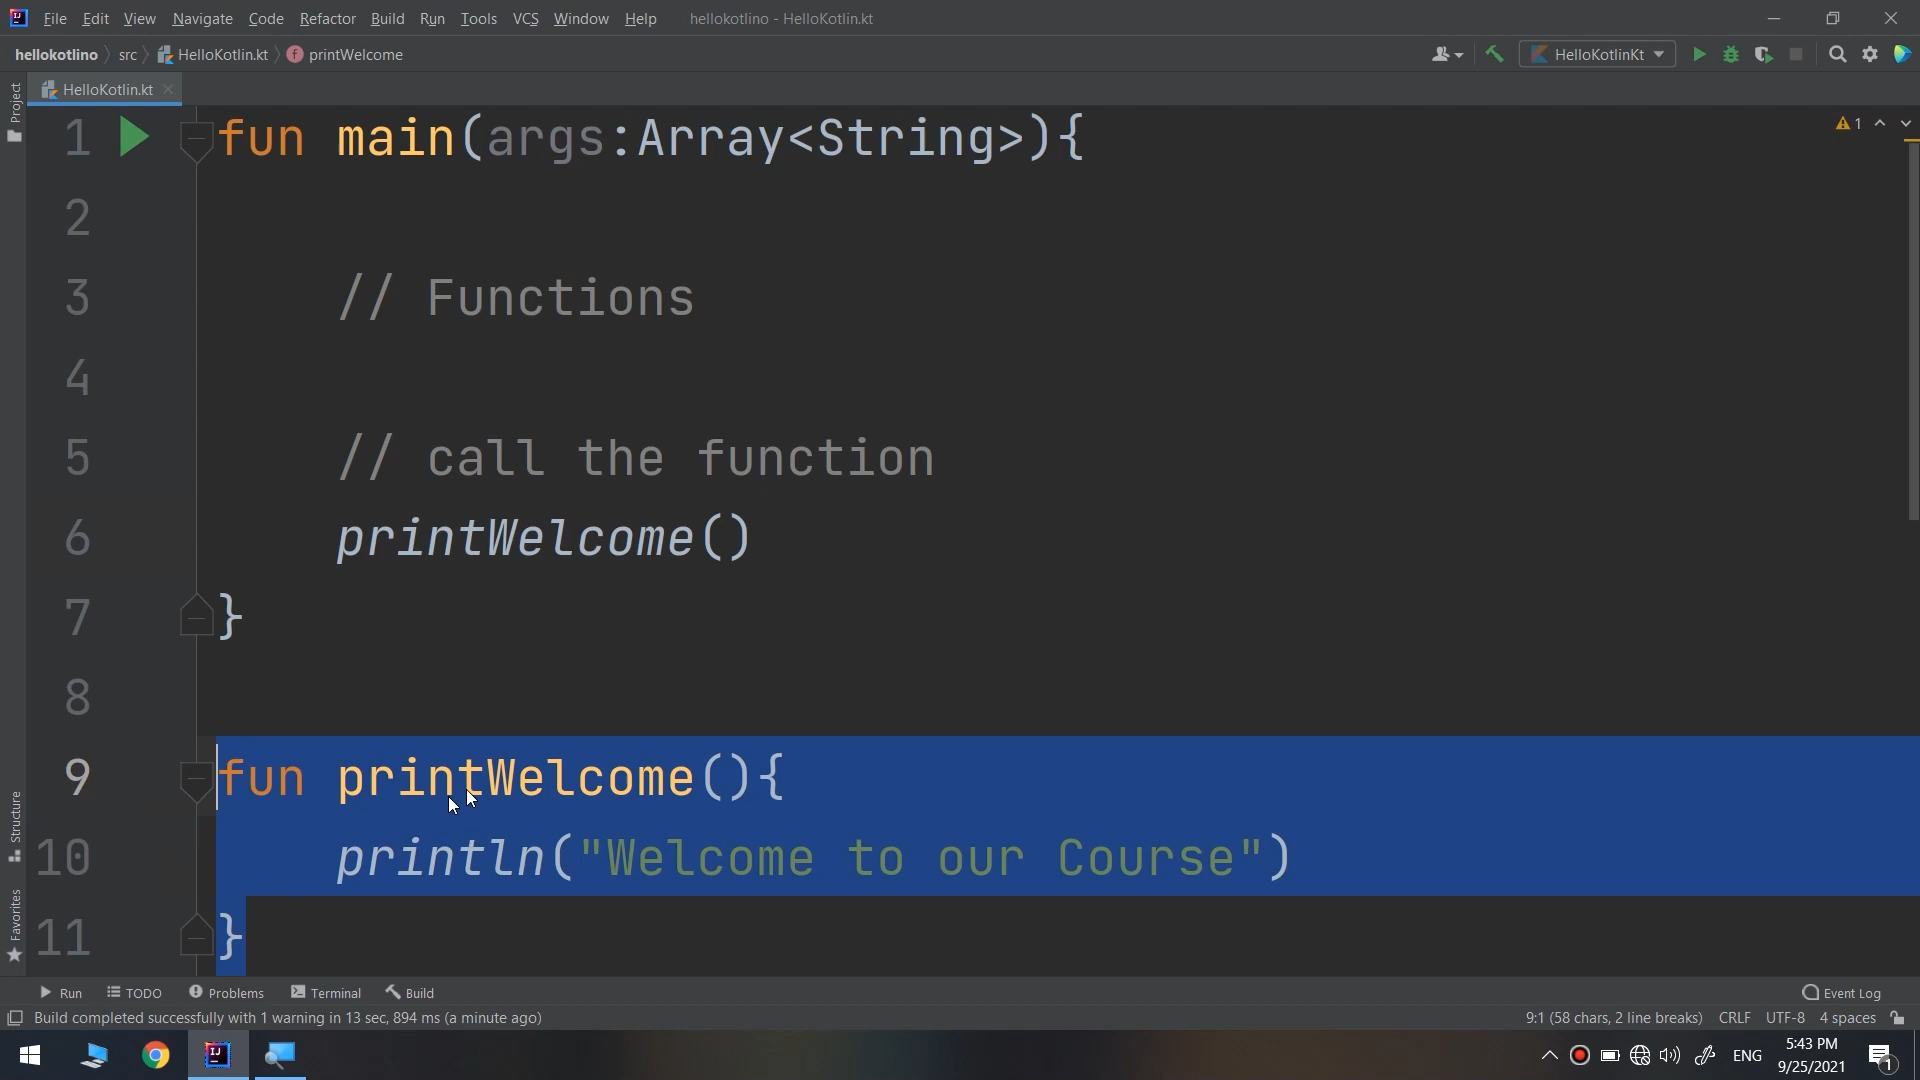 File Edit View Navigate Code Refactor Build Run Tools VCS Window Help hellokotlino - HelloKotlin.kt
hellokotlino src HelloKotlin.kt printWelcome HelloKotlinKt
HelloKotlin.kt
Project
1 fun main(args:Array<String>){
1
2
3 // Functions
4
5 // call the function
6 printWelcome()
7 }
8
9 fun printWelcome(){
10 println("Welcome to our Course")
11 }
Structure
Favorites
Run TODO Problems Terminal Build Event Log
Build completed successfully with 1 warning in 13 sec, 894 ms (a minute ago) 9:1 (58 chars, 2 line breaks) CRLF UTF-8 4 spaces
ENG 5:43 PM
9/25/2021
1